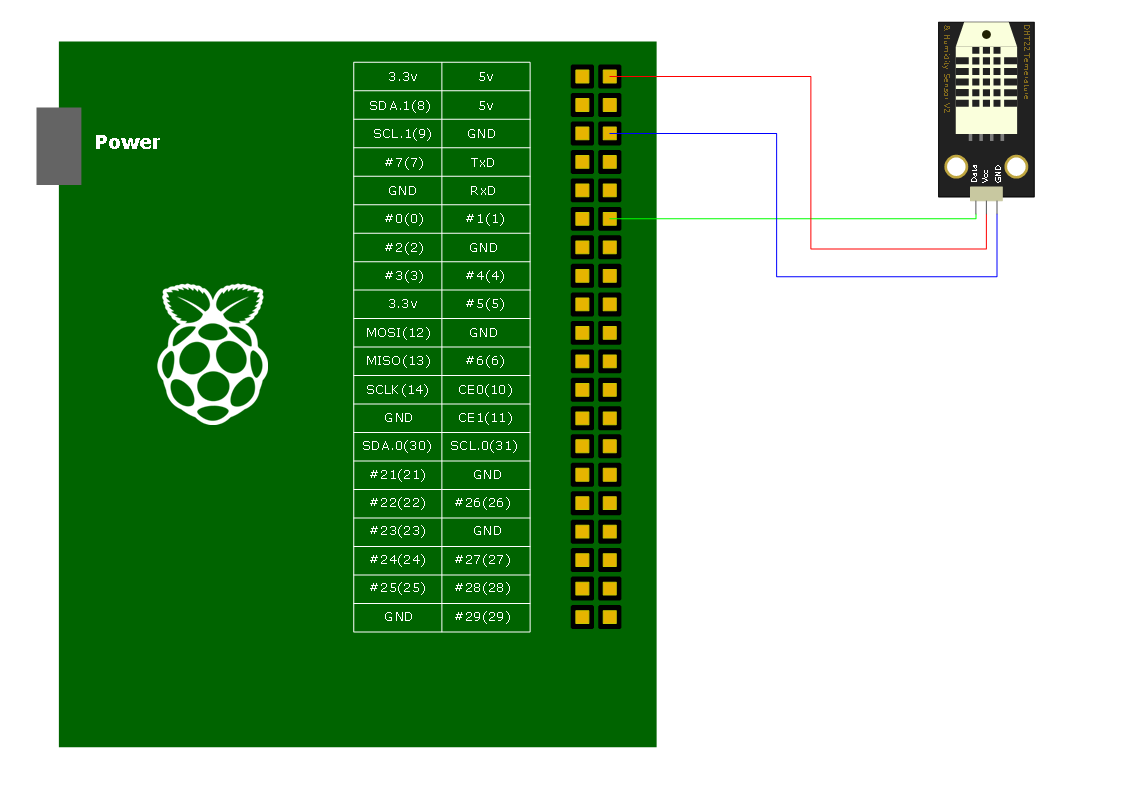 3.3v 5v
SDA.1(8) 5v
SCL.1(9) GND
#7(7) TxD
GND RxD
#0(0) #1(1)
#2(2) GND
#3(3) #4(4)
3.3v #5(5)
MOSI(12) GND
MISO(13) #6(6)
SCLK(14) CE0(10)
GND CE1(11)
SDA.0(30) SCL.0(31)
#21(21) GND
#22(22) #26(26)
#23(23) GND
#24(24) #27(27)
#25(25) #28(28)
GND #29(29)
Power
DHT22 Temerature
& Humidity Sensor V2
Data
Vcc
GND